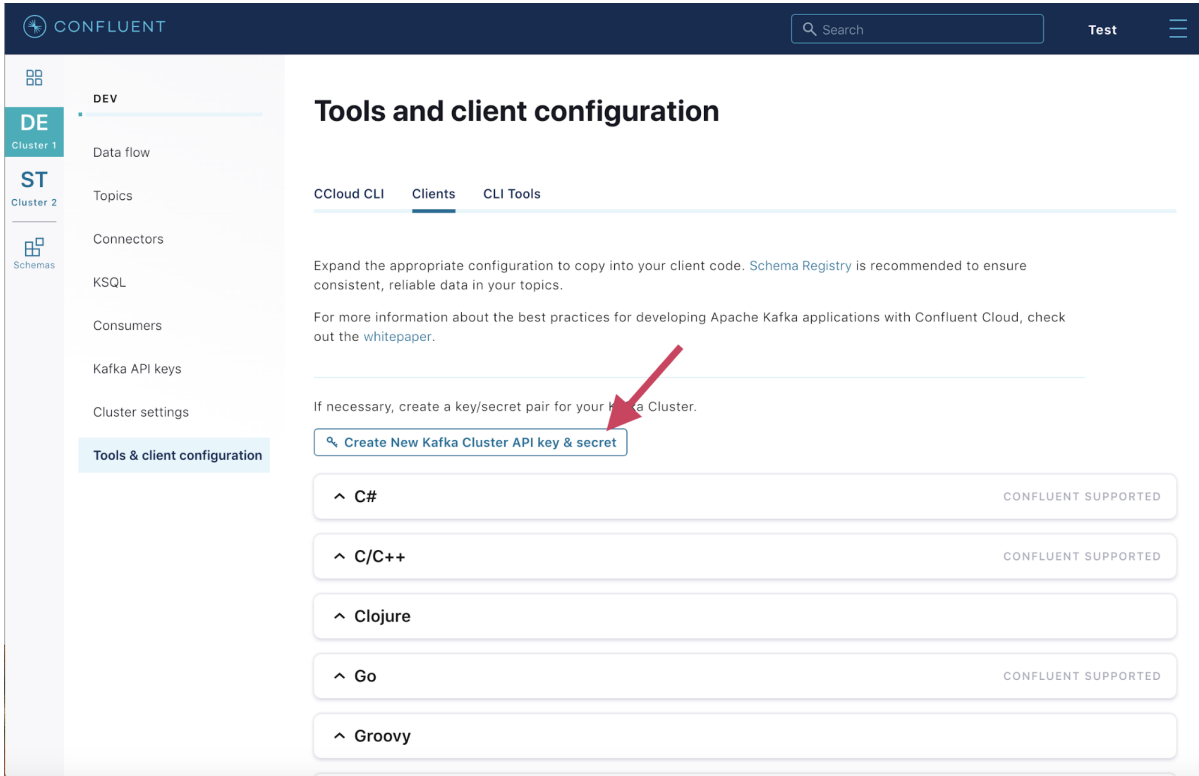 CONFLUENT
Search
Test
DE
Cluster 1
ST
Cluster 2
Schemas
DEV
Data flow
Topics
Connectors
KSQL
Consumers
Kafka API keys
Cluster settings
Tools & client configuration
Tools and client configuration
CCloud CLI Clients CLI Tools
Expand the appropriate configuration to copy into your client code. Schema Registry is recommended to ensure
consistent, reliable data in your topics.
For more information about the best practices for developing Apache Kafka applications with Confluent Cloud, check
out the whitepaper.
If necessary, create a key/secret pair for your Kafka Cluster.
Create New Kafka Cluster API key & secret
C# CONFLUENT SUPPORTED
C/C++ CONFLUENT SUPPORTED
Clojure
Go CONFLUENT SUPPORTED
Groovy